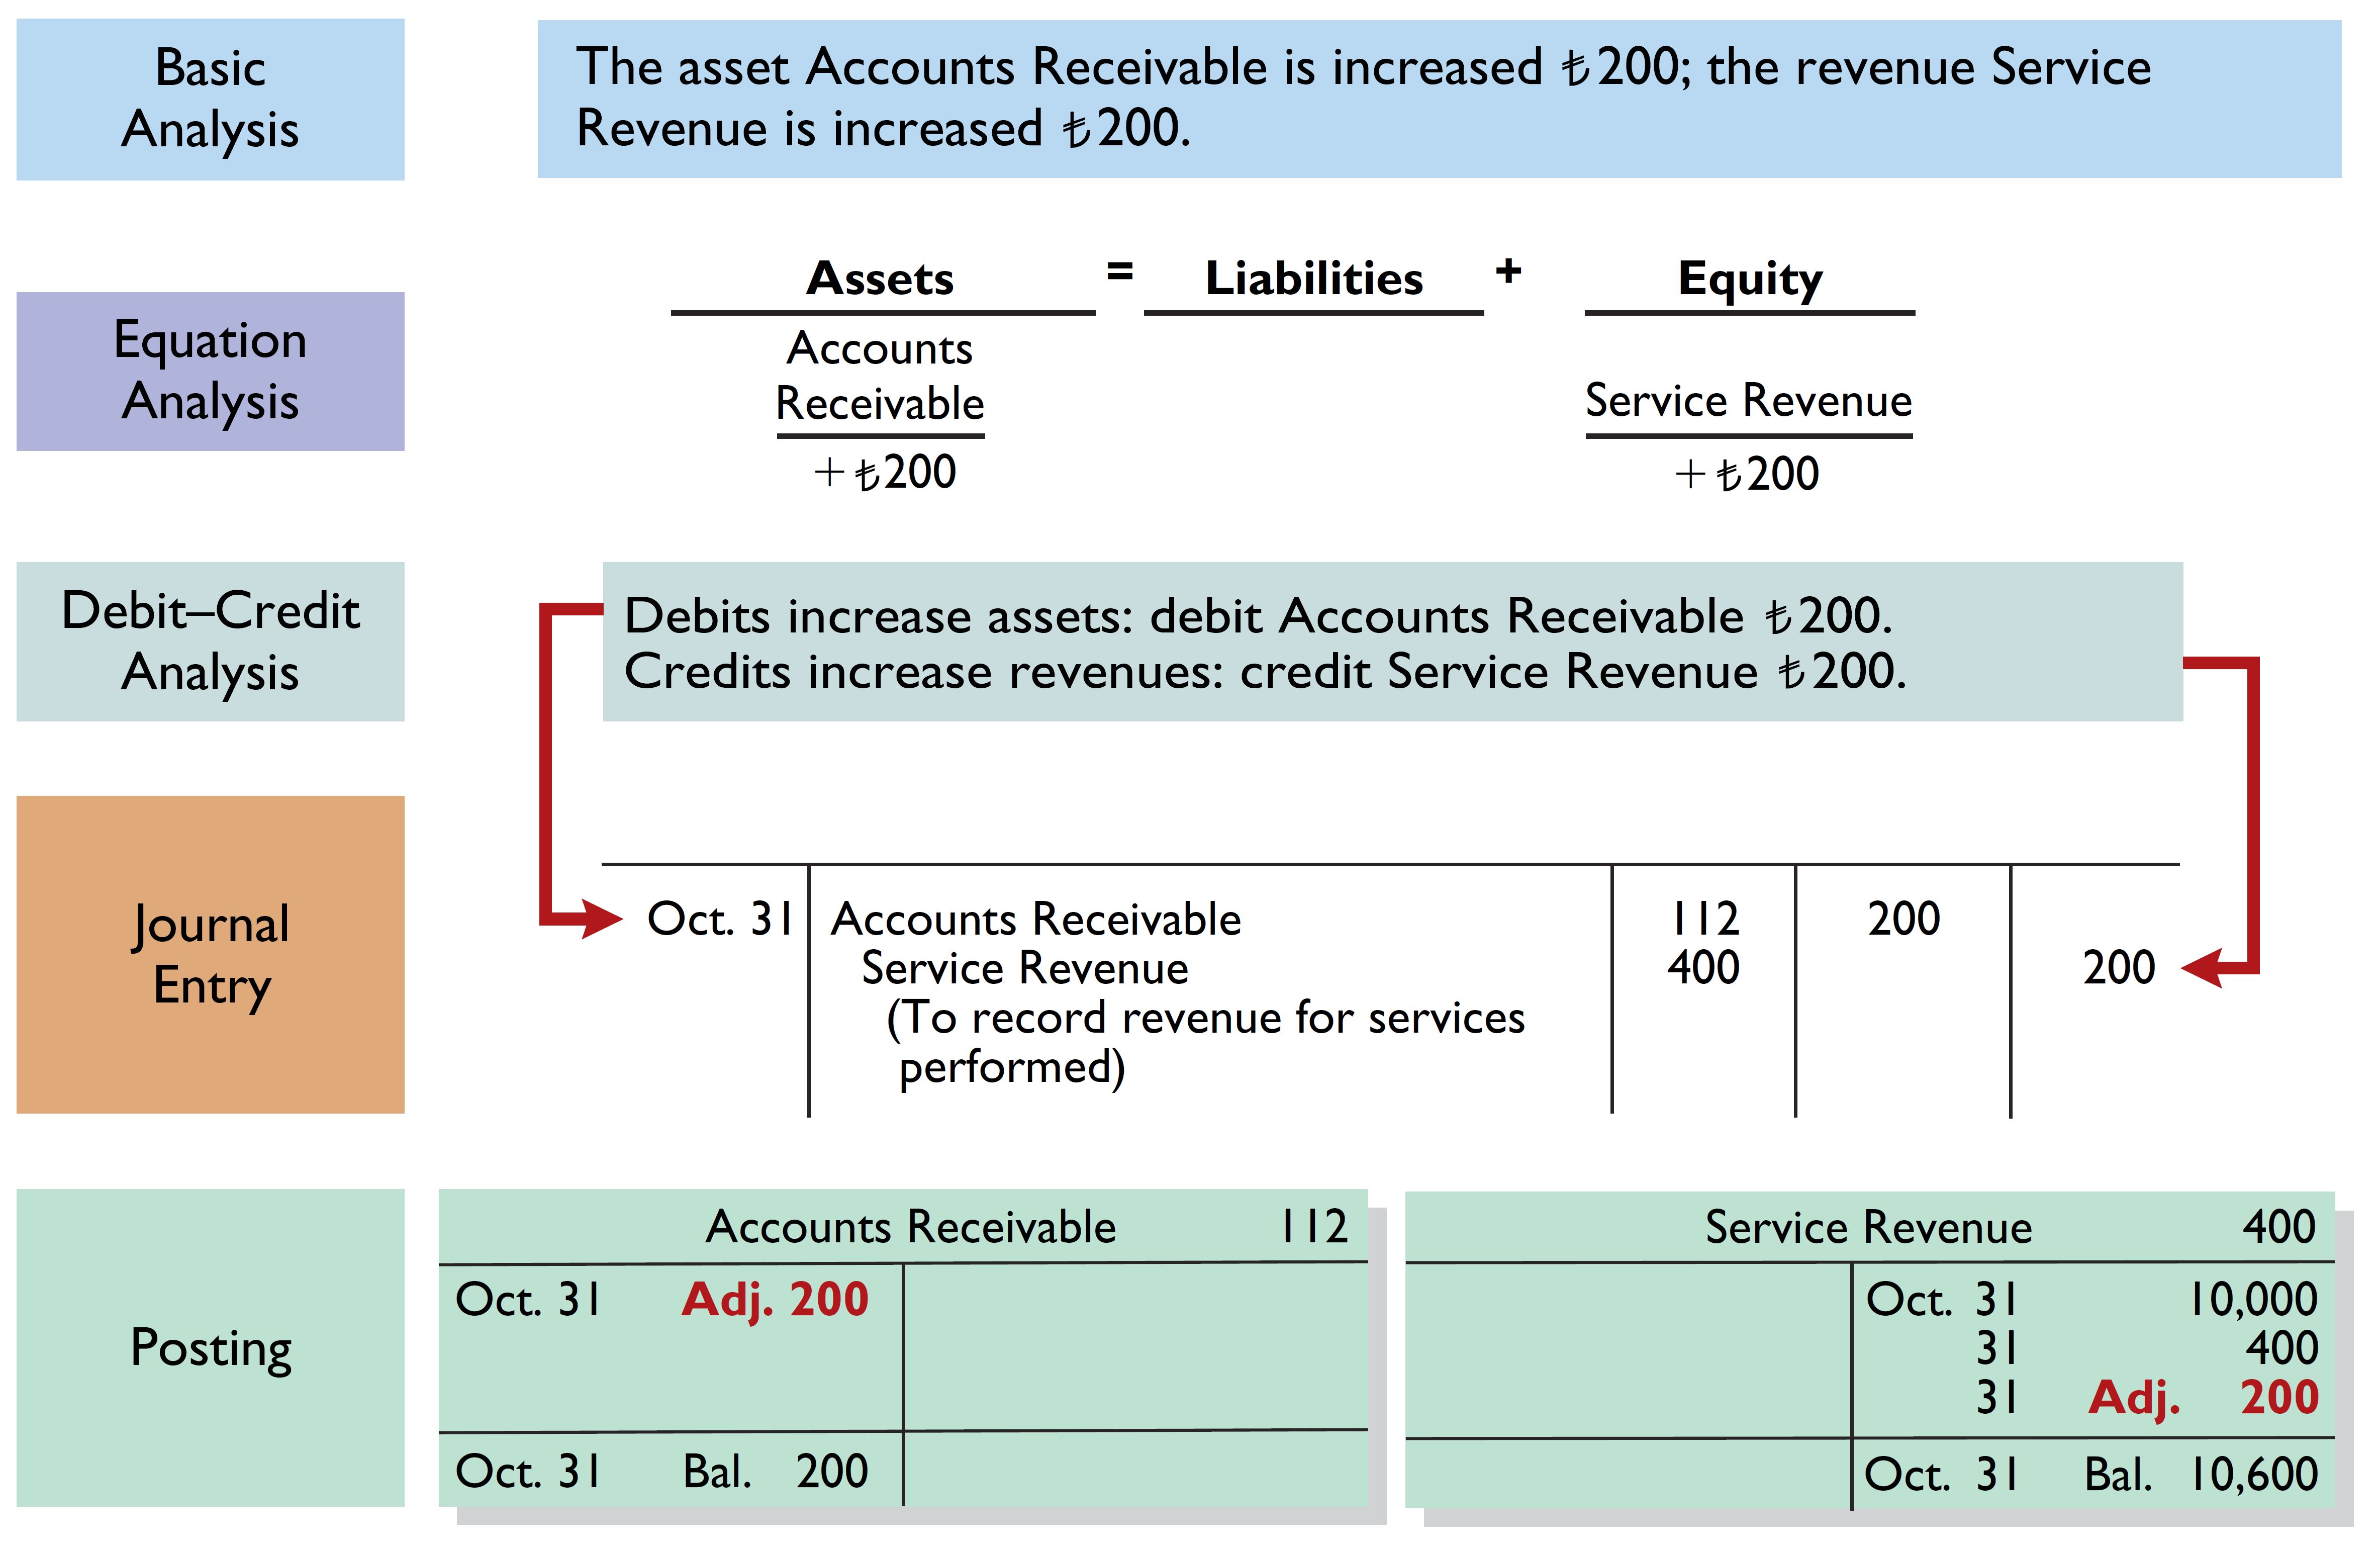 Basic
Analysis
The asset Accounts Receivable is increased ₺200; the revenue Service
Revenue is increased ₺200.
Equation
Analysis
Assets = Liabilities + Equity
Accounts
Receivable Service Revenue
+₺200 +₺200
Debit–Credit
Analysis
Debits increase assets: debit Accounts Receivable ₺200.
Credits increase revenues: credit Service Revenue ₺200.
Journal
Entry
Oct. 31 Accounts Receivable 112 200
Service Revenue 400 200
(To record revenue for services
performed)
Posting
Accounts Receivable 112
Oct. 31 Adj. 200
Oct. 31 Bal. 200
Service Revenue 400
Oct. 31 10,000
31 400
31 Adj. 200
Oct. 31 Bal. 10,600